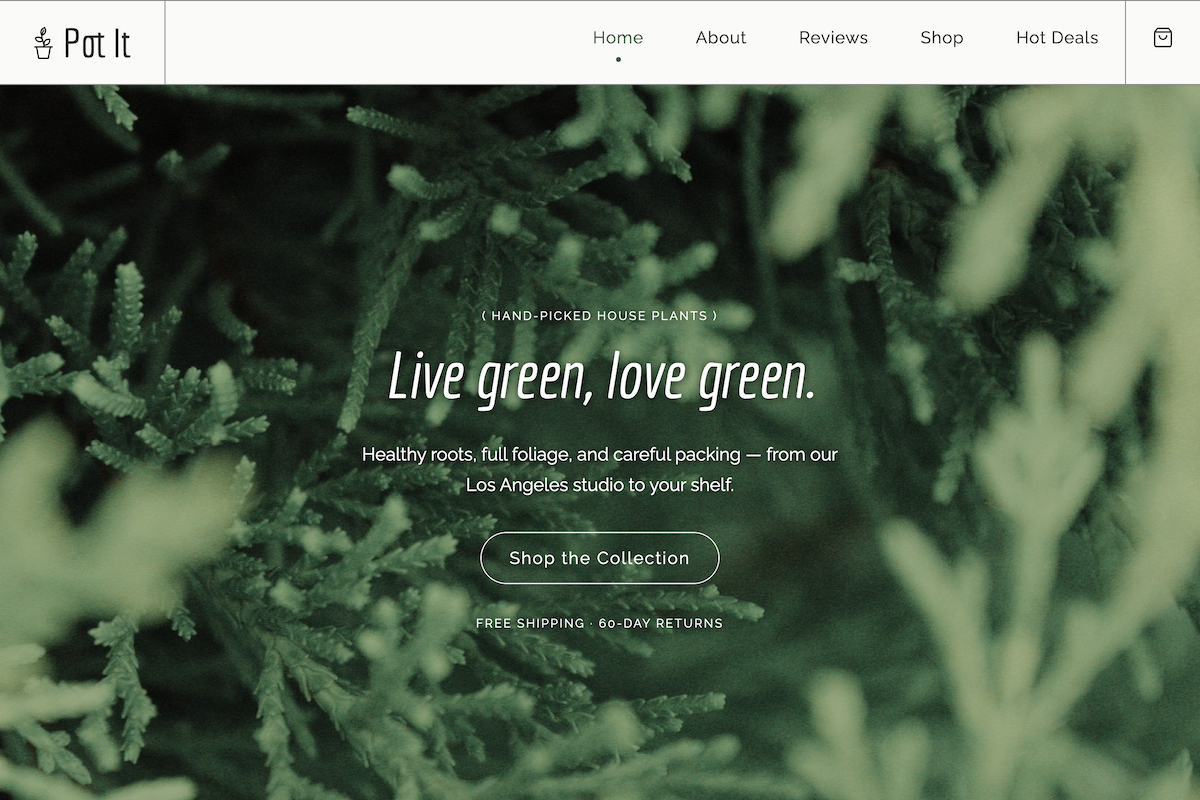 Pot It
Home
About
Reviews
Shop
Hot Deals
( HAND-PICKED HOUSE PLANTS )
Live green, love green.
Healthy roots, full foliage, and careful packing — from our
Los Angeles studio to your shelf.
Shop the Collection
FREE SHIPPING · 60-DAY RETURNS